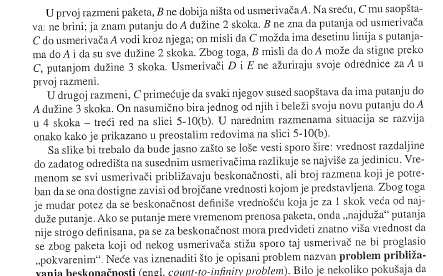 U prvoj razmeni paketa, B ne dobija ništa od usmerivača A. Na sreću, C mu saopšta-
va: ne brini; ja znam putanju do A dužine 2 skoka. B ne zna da putanja od usmerivača
C do usmerivača A vodi kroz njega; on misli da C možda ima desetinu linija s putanja-
ma do A i da su sve dužine 2 skoka. Zbog toga, B misli da do A može da stigne preko
C, putanjom dužine 3 skoka. Usmerivači D i E ne ažuriraju svoje odrednice za A u
prvoj razmeni.
U drugoj razmeni, C primećuje da svaki njegov sused saopštava da ima putanju do
A dužine 3 skoka. On nasumično bira jednog od njih i beleži svoju novu putanju do A
u 4 skoka – treći red na slici 5-10(b). U narednim razmenama situacija se razvija
onako kako je prikazano u preostalim redovima na slici 5-10(b).
Sa slike bi trebalo da bude jasno zašto se loše vesti sporo šire: vrednost razdaljine
do zadatog odredišta na susednim usmerivačima razlikuje se najviše za jedinicu. Vre-
menom se svi usmerivači približavaju beskonačnosti, ali broj razmena koji je potre-
ban da se ona dostigne zavisi od brojčane vrednosti kojom je predstavljena. Zbog toga
je mudar potez da se beskonačnost definiše vrednošću koja je za 1 skok veća od naj-
duže putanje. Ako se putanje mere vremenom prenosa paketa, onda „najduža” putanja
nije strogo definisana, pa se za beskonačnost mora predvideti znatno viša vrednost da
se zbog paketa koji od nekog usmerivača stižu sporo taj usmerivač ne bi proglasio
„pokvarenim”. Neće vas iznenaditi što je opisani problem nazvan problem približa-
vanja beskonačnosti (engl. count-to-infinity problem). Bilo je nekoliko pokušaja da